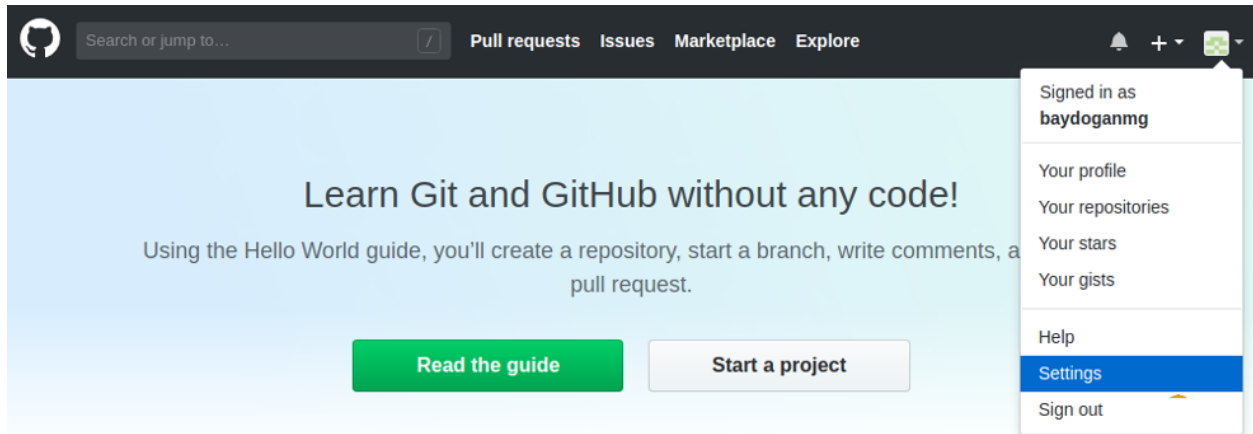 Search or jump to… /
Pull requests Issues Marketplace Explore
Signed in as
baydoganmg
Your profile
Your repositories
Your stars
Your gists
Help
Settings
Sign out
Learn Git and GitHub without any code!
Using the Hello World guide, you’ll create a repository, start a branch, write comments, a
pull request.
Read the guide
Start a project